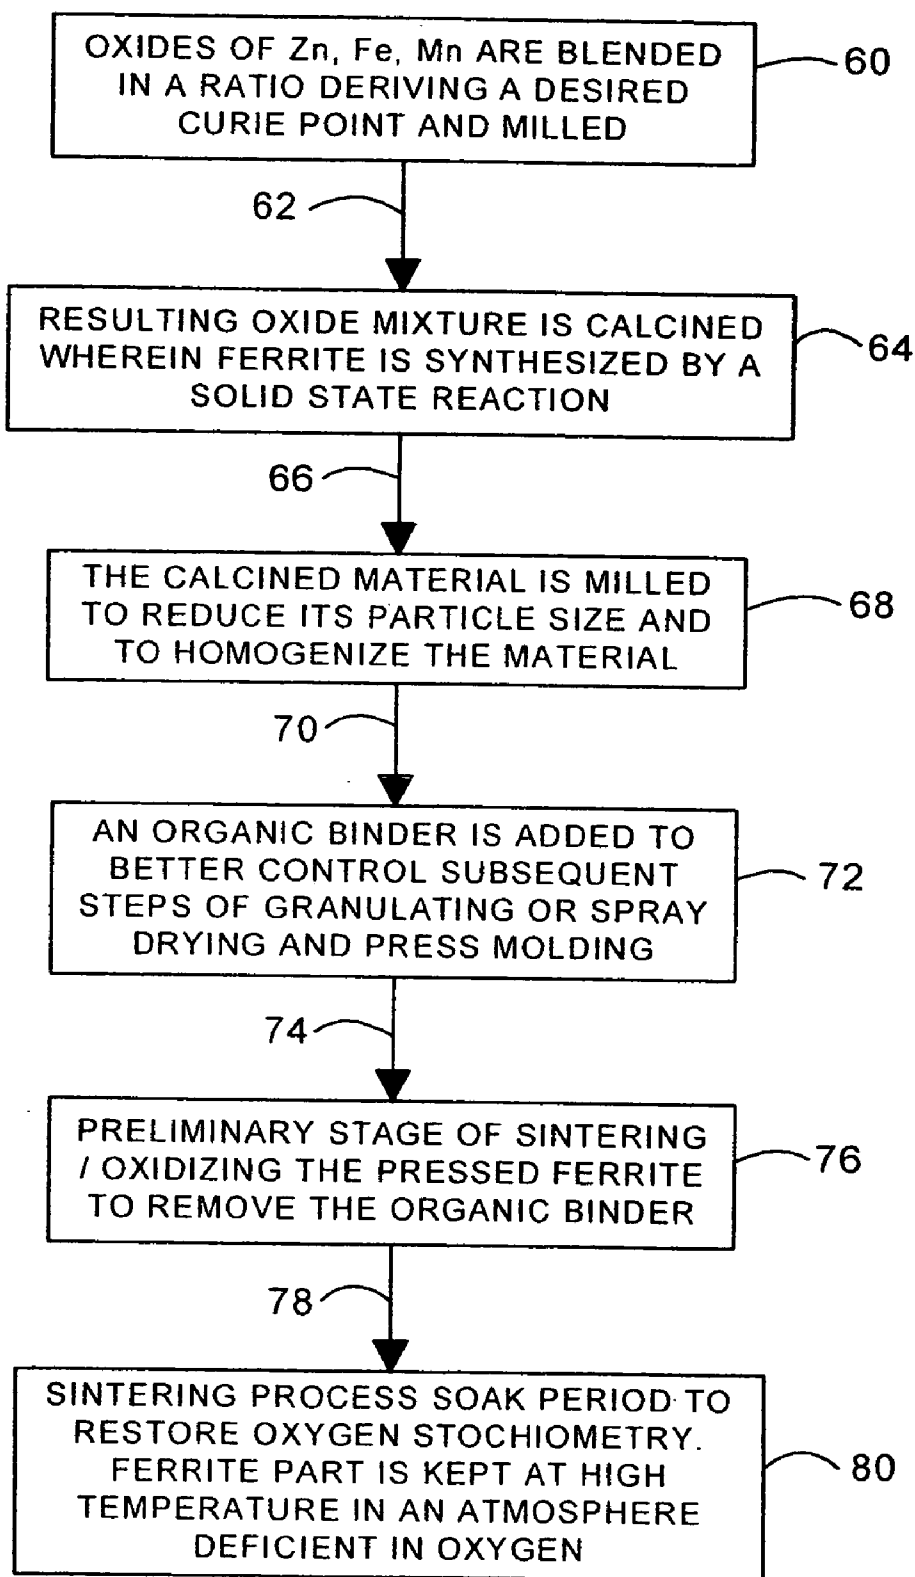 OXIDES OF Zn, Fe, Mn ARE BLENDED
IN A RATIO DERIVING A DESIRED
CURIE POINT AND MILLED
60
62
RESULTING OXIDE MIXTURE IS CALCINED
WHEREIN FERRITE IS SYNTHESIZED BY A
SOLID STATE REACTION
64
66
THE CALCINED MATERIAL IS MILLED
TO REDUCE ITS PARTICLE SIZE AND
TO HOMOGENIZE THE MATERIAL
68
70
AN ORGANIC BINDER IS ADDED TO
BETTER CONTROL SUBSEQUENT
STEPS OF GRANULATING OR SPRAY
DRYING AND PRESS MOLDING
72
74
PRELIMINARY STAGE OF SINTERING
/ OXIDIZING THE PRESSED FERRITE
TO REMOVE THE ORGANIC BINDER
76
78
SINTERING PROCESS SOAK PERIOD TO
RESTORE OXYGEN STOCHIOMETRY.
FERRITE PART IS KEPT AT HIGH
TEMPERATURE IN AN ATMOSPHERE
DEFICIENT IN OXYGEN
80